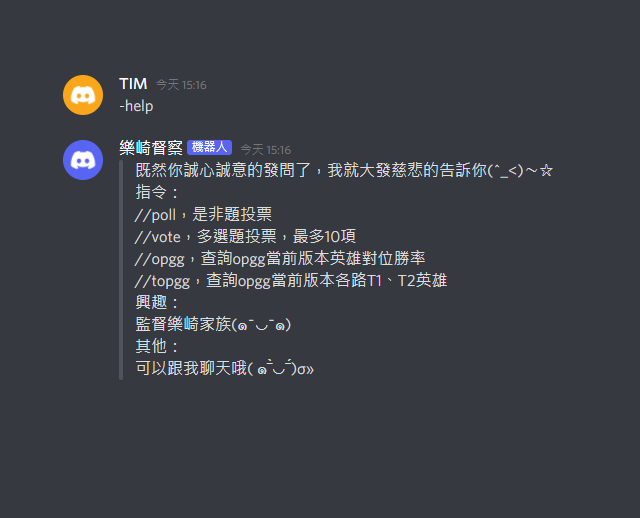 TIM 今天 15:16
-help
樂崎督察 機器人 今天 15:16
既然你誠心誠意的發問了，我就大發慈悲的告訴你(ˆ_<)～☆
指令：
//poll，是非題投票
//vote，多選題投票，最多10項
//opgg，查詢opgg當前版本英雄對位勝率
//topgg，查詢opgg當前版本各路T1、T2英雄
興趣：
監督樂崎家族(๑¯◡¯๑)
其他：
可以跟我聊天哦( ๑‾̀◡‾́)σ»